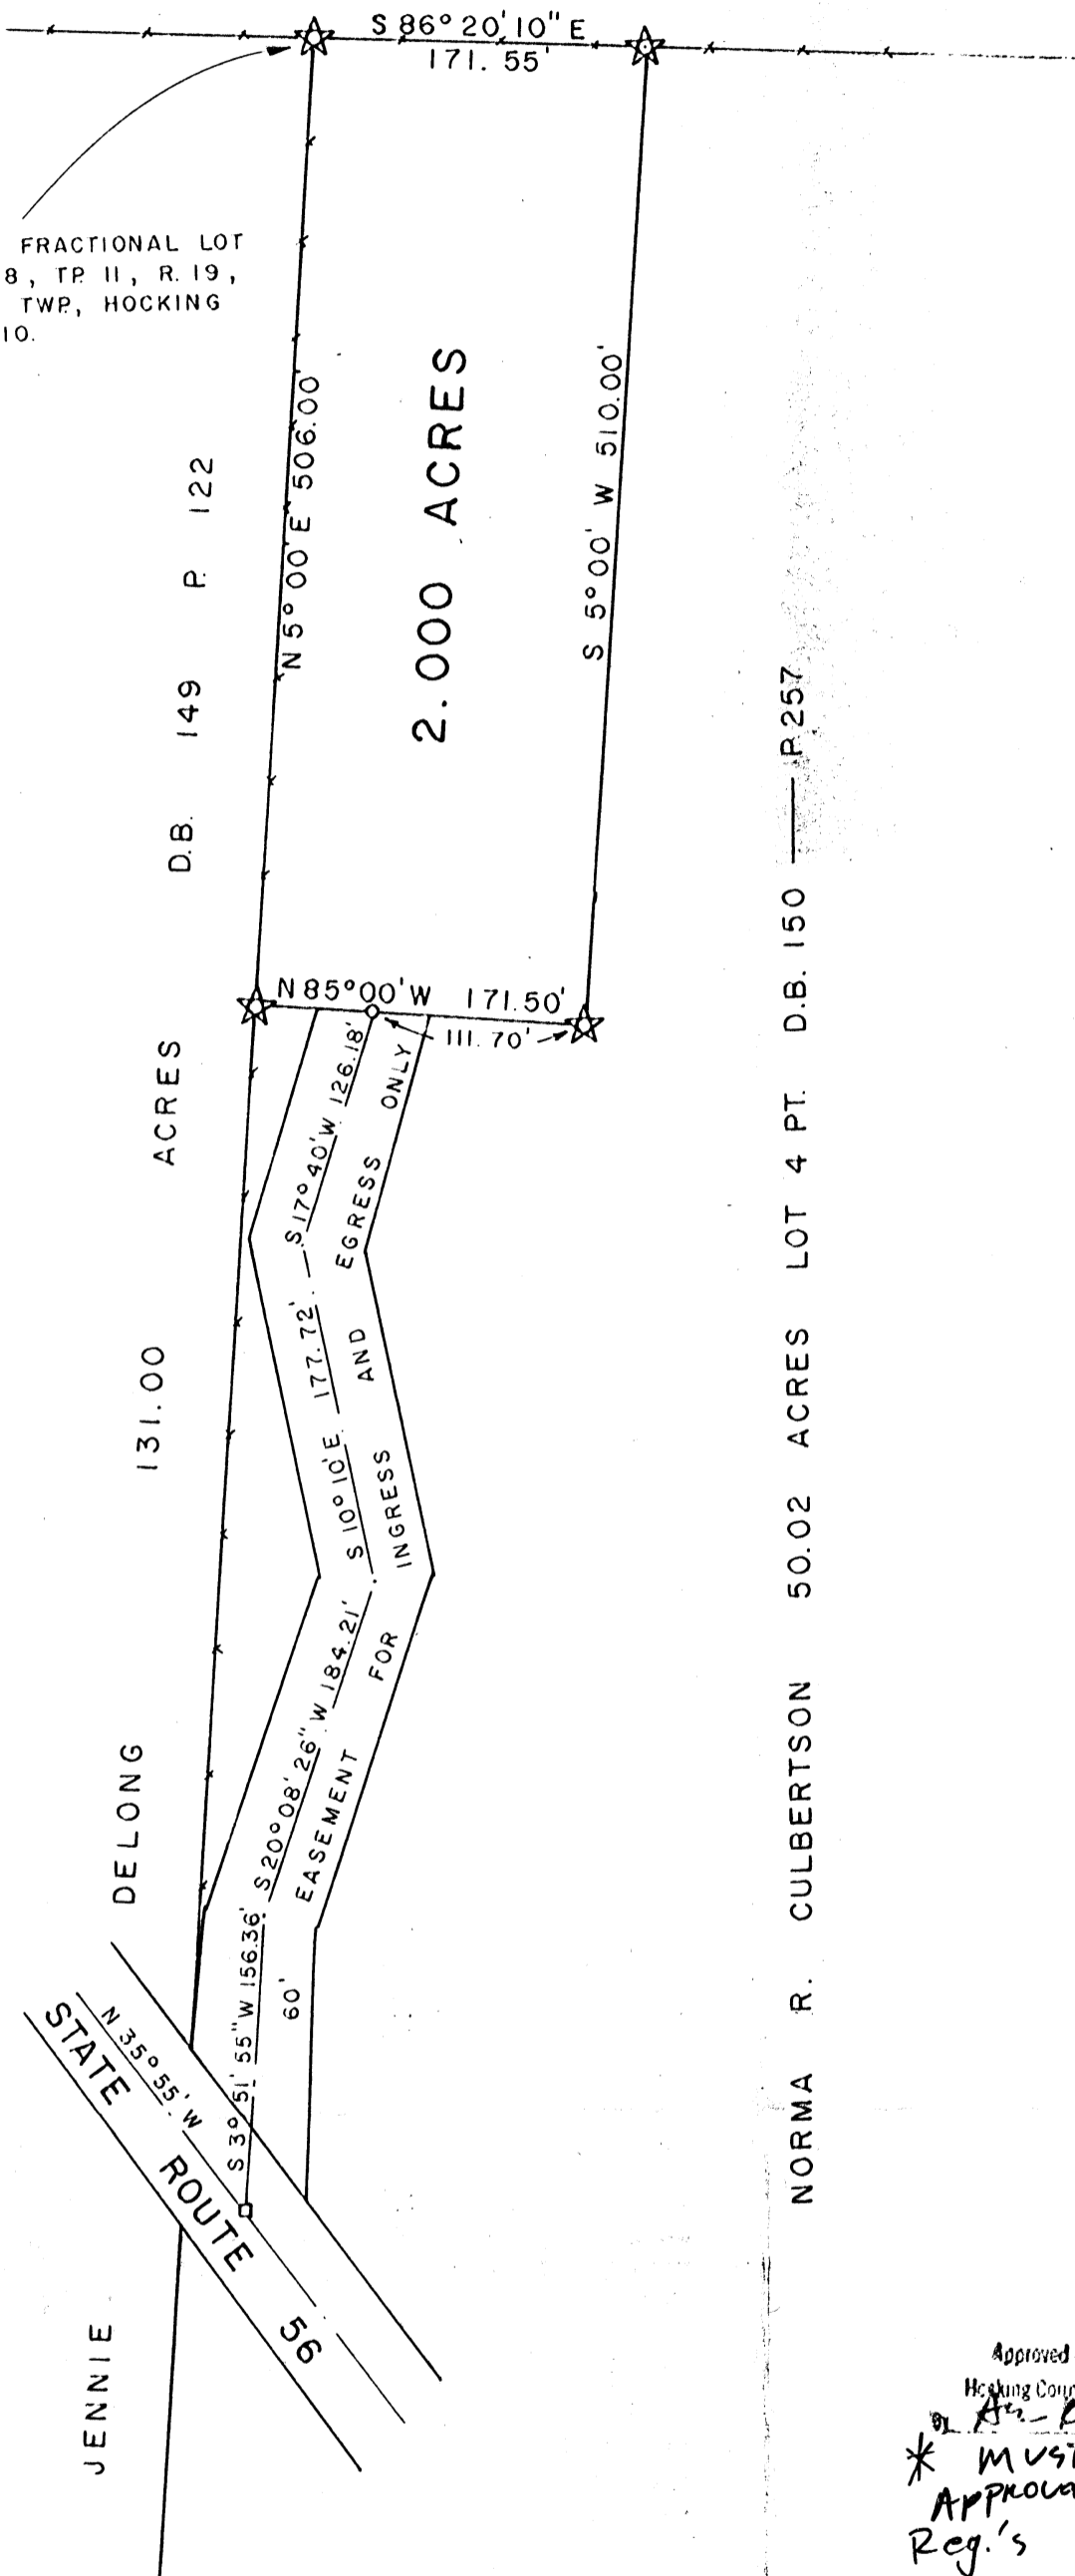 S 86° 20' 10" E
171.55'
FRACTIONAL LOT
8, TP. 11, R. 19,
TWP., HOCKING
10.
N 5° 00' E 506.00'
2.000 ACRES
S 5° 00' W 510.00'
N 85° 00' W 171.50'
111.70'
JENNIE DELONG 131.00 ACRES D.B. 149 P. 122
NORMA R. CULBERTSON 50.02 ACRES LOT 4 PT. D.B. 150 — P. 257
S 17° 40' W 126.18'
S 10° 10' E 177.72'
S 20° 08' 26" W 184.21'
S 3° 51' 55" W 156.36'
60' EASEMENT FOR INGRESS AND EGRESS ONLY
N 35° 55' W
STATE ROUTE 56
Approved
Hocking Coun
By
* MUST
APPROVA
Reg.'s